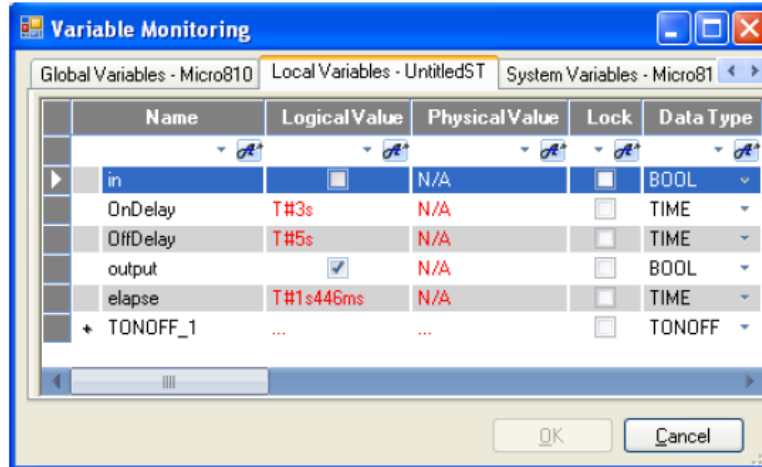 Variable Monitoring
Global Variables - Micro810 Local Variables - UntitledST System Variables - Micro81
Name Logical Value Physical Value Lock Data Type
in N/A BOOL
OnDelay T#3s N/A TIME
OffDelay T#5s N/A TIME
output N/A BOOL
elapse T#1s446ms N/A TIME
+ TONOFF_1 ... ... TONOFF
OK Cancel